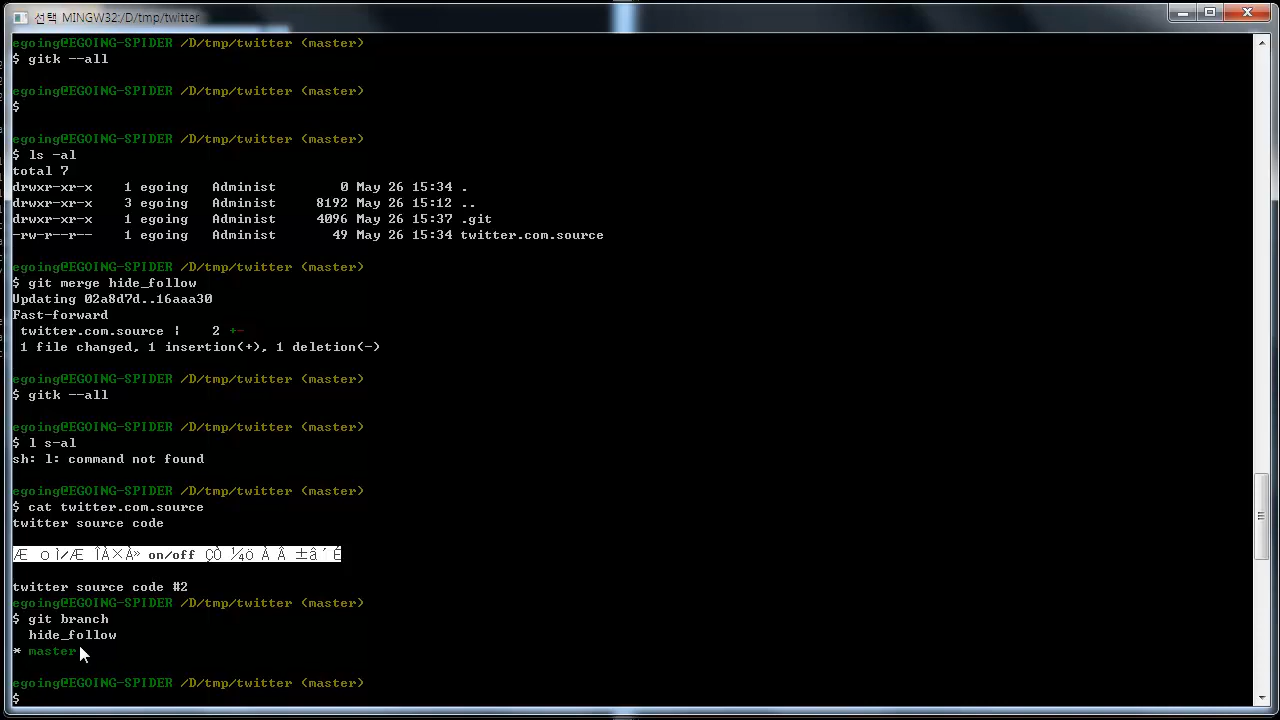 선택 MINGW32:/D/tmp/twitter
egoing@EGOING-SPIDER /D/tmp/twitter (master)
$ gitk --all
egoing@EGOING-SPIDER /D/tmp/twitter (master)
$
egoing@EGOING-SPIDER /D/tmp/twitter (master)
$ ls -al
total 7
drwxr-xr-x    1 egoing   Administ        0 May 26 15:34 .
drwxr-xr-x    3 egoing   Administ     8192 May 26 15:12 ..
drwxr-xr-x    1 egoing   Administ     4096 May 26 15:37 .git
-rw-r--r--    1 egoing   Administ       49 May 26 15:34 twitter.com.source
egoing@EGOING-SPIDER /D/tmp/twitter (master)
$ git merge hide_follow
Updating 02a8d7d..16aaa30
Fast-forward
 twitter.com.source |    2 +-
 1 file changed, 1 insertion(+), 1 deletion(-)
egoing@EGOING-SPIDER /D/tmp/twitter (master)
$ gitk --all
egoing@EGOING-SPIDER /D/tmp/twitter (master)
$ l s-al
sh: l: command not found
egoing@EGOING-SPIDER /D/tmp/twitter (master)
$ cat twitter.com.source
twitter source code
on/off
twitter source code #2
egoing@EGOING-SPIDER /D/tmp/twitter (master)
$ git branch
  hide_follow
* master
egoing@EGOING-SPIDER /D/tmp/twitter (master)
$